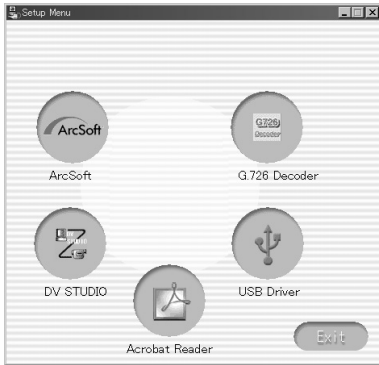 Setup Menu
ArcSoft
G.726
Decoder
ArcSoft
G.726 Decoder
DV STUDIO
USB Driver
Acrobat Reader
Exit